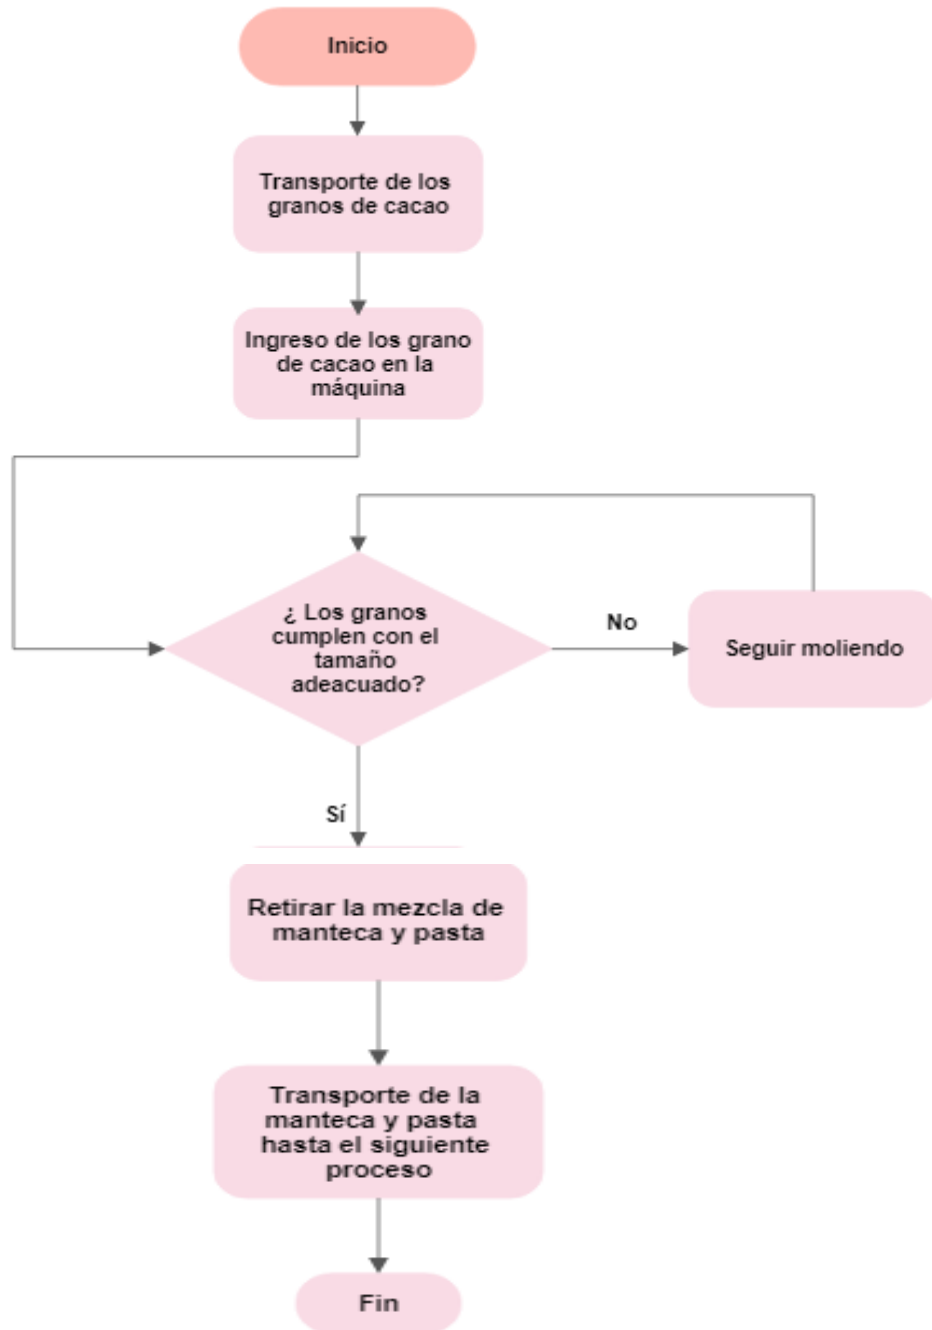 Inicio
Transporte de los
granos de cacao
Ingreso de los grano
de cacao en la
máquina
¿ Los granos
cumplen con el
tamaño
adeacuado?
No
Seguir moliendo
Sí
Retirar la mezcla de
manteca y pasta
Transporte de la
manteca y pasta
hasta el siguiente
proceso
Fin